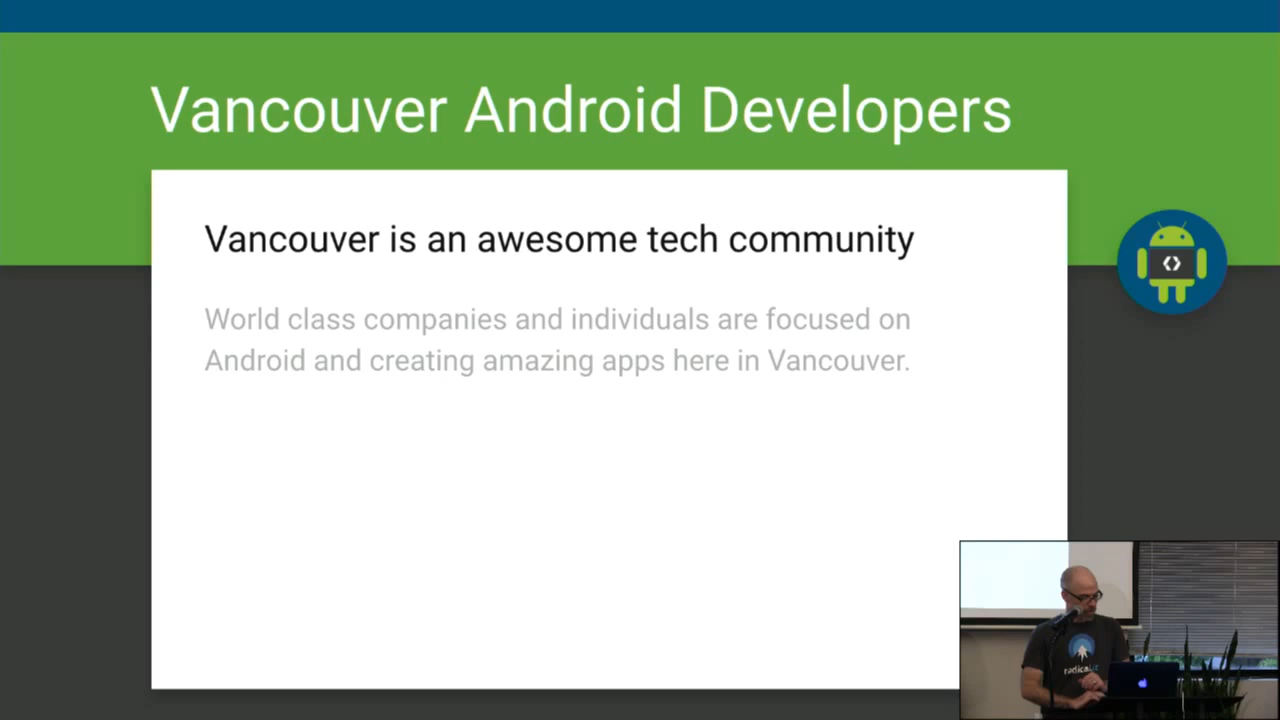 Vancouver Android Developers
Vancouver is an awesome tech community
World class companies and individuals are focused on
Android and creating amazing apps here in Vancouver.